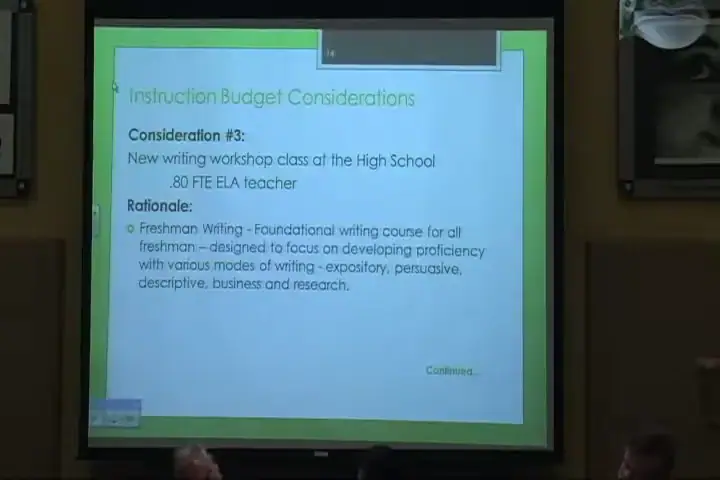 14
Instruction Budget Considerations
Consideration #3:
New writing workshop class at the High School
.80 FTE ELA teacher
Rationale:
Freshman Writing - Foundational writing course for all
freshman – designed to focus on developing proficiency
with various modes of writing - expository, persuasive,
descriptive, business and research.
Continued...